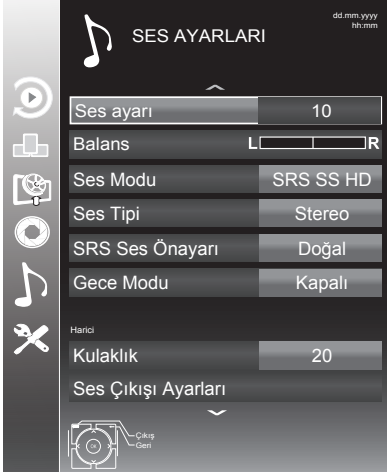 SES AYARLARI
dd.mm.yyyy
hh:mm
Ses ayarı 10
Balans L R
Ses Modu SRS SS HD
Ses Tipi Stereo
SRS Ses Önayarı Doğal
Gece Modu Kapalı
Harici
Kulaklık 20
Ses Çıkışı Ayarları
Çıkış
Geri
OK